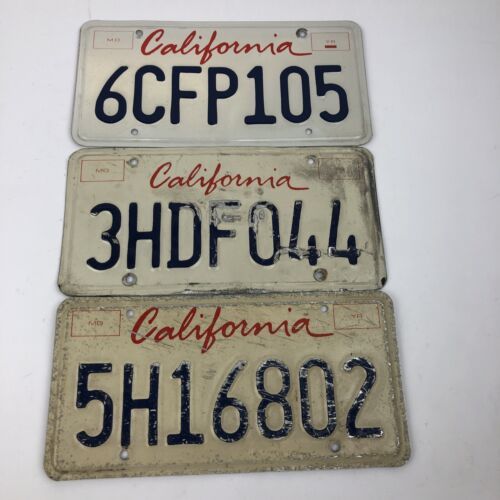 MO California YR
6CFP105
MO California
3HDF044
MO California YR
5H16802